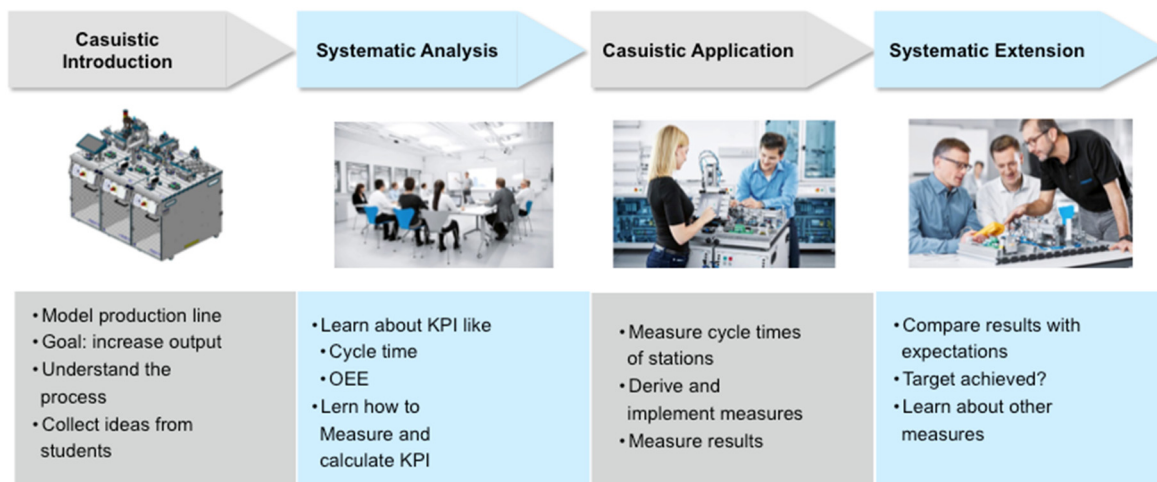 Casuistic
Introduction
Systematic Analysis
Casuistic Application
Systematic Extension
• Model production line
• Goal: increase output
• Understand the
process
• Collect ideas from
students
• Learn about KPI like
• Cycle time
• OEE
• Lern how to
Measure and
calculate KPI
• Measure cycle times
of stations
• Derive and
implement measures
• Measure results
• Compare results with
expectations
• Target achieved?
• Learn about other
measures